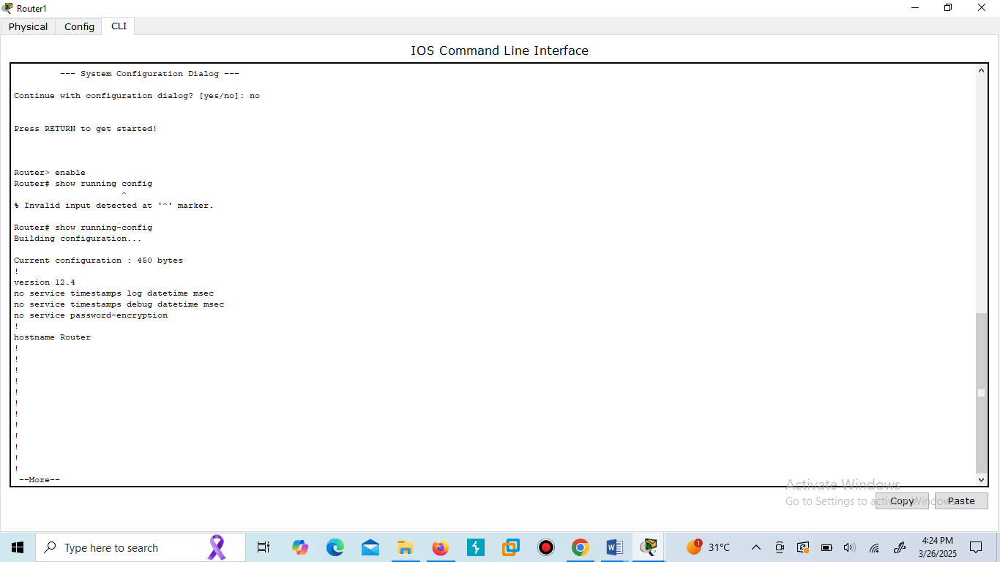 Router1
Physical Config CLI
IOS Command Line Interface
--- System Configuration Dialog ---
Continue with configuration dialog? [yes/no]: no
Press RETURN to get started!
Router> enable
Router# show running config
^
% Invalid input detected at '^' marker.
Router# show running-config
Building configuration...
Current configuration : 450 bytes
!
version 12.4
no service timestamps log datetime msec
no service timestamps debug datetime msec
no service password-encryption
!
hostname Router
!
!
!
!
!
!
!
!
!
!
!
!
--More--
Activate Windows
Go to Settings to activate Windows.
Copy Paste
Type here to search
1
31°C
4:24 PM
3/26/2025